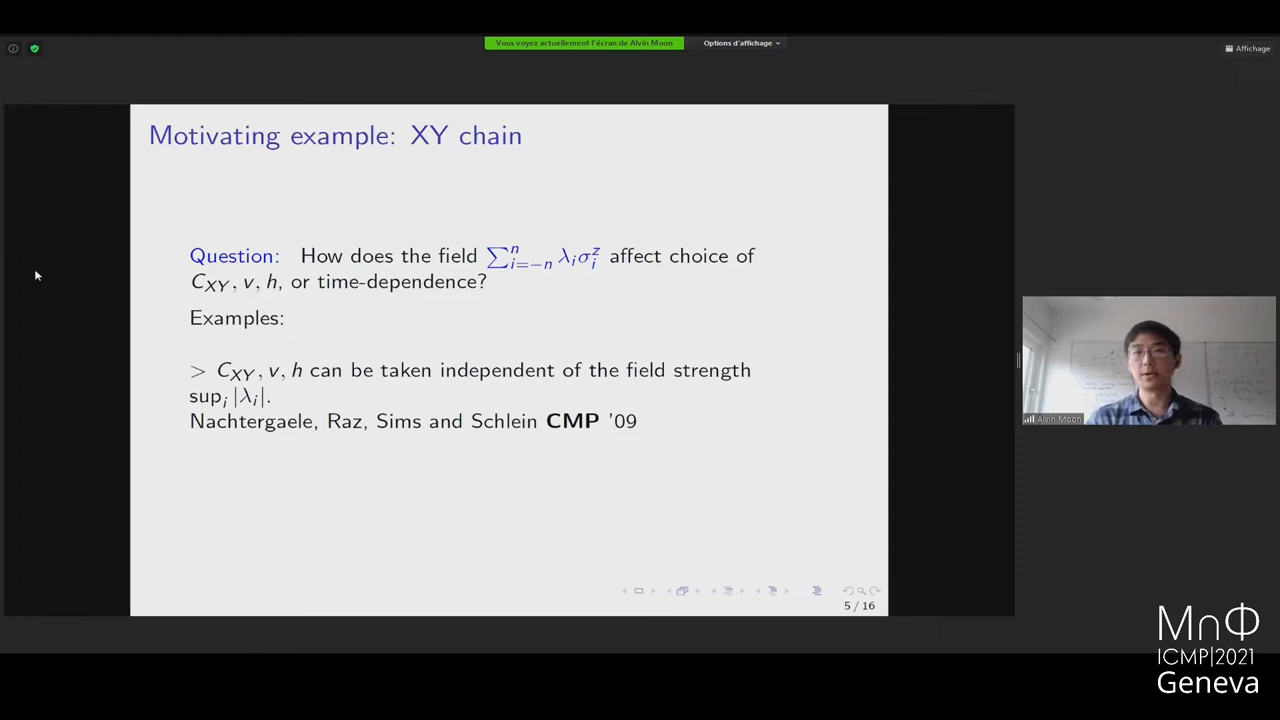 Vous voyez actuellement l'écran de Alvin Moon
Options d'affichage
Affichage
Motivating example: XY chain
Question: How does the field ∑ⁿᵢ₌₋ₙ λᵢσᵢᶻ affect choice of
C_XY, v, h, or time-dependence?
Examples:
> C_XY, v, h can be taken independent of the field strength
supᵢ |λᵢ|.
Nachtergaele, Raz, Sims and Schlein CMP '09
5 / 16
Alvin Moon
M∩Φ
ICMP|2021
Geneva